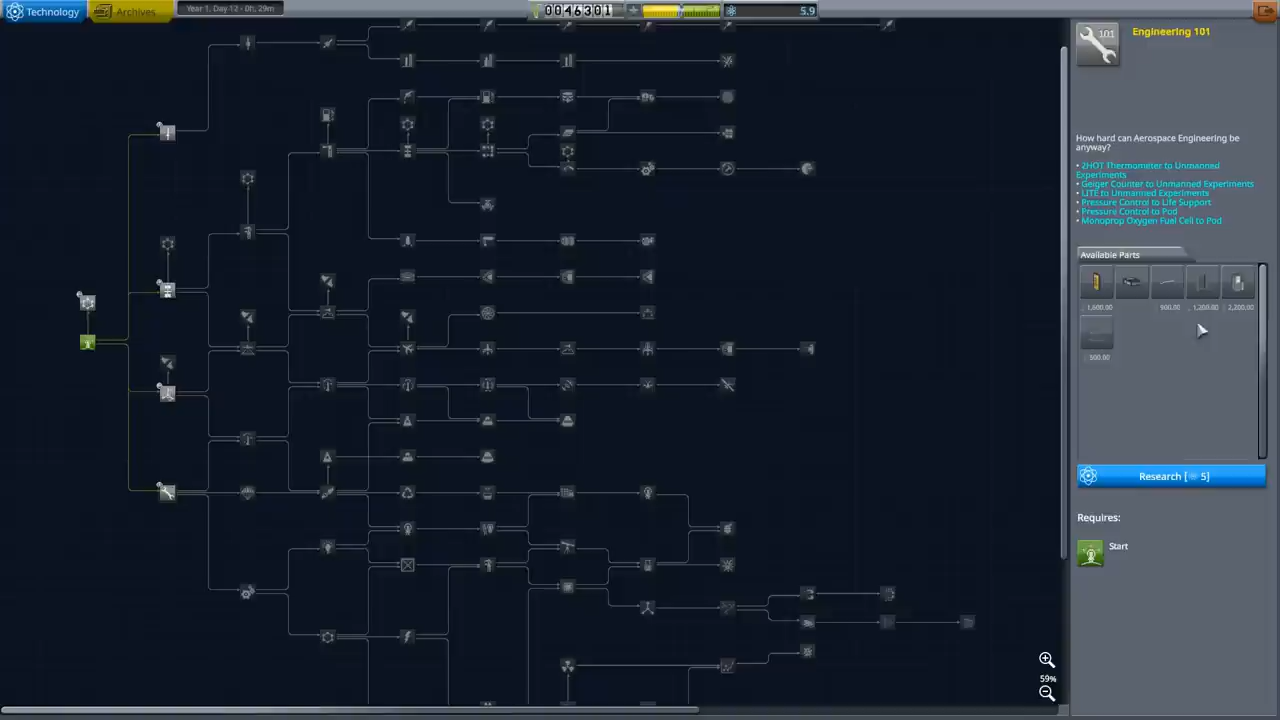 Technology
Archives
Year 1, Day 12 - 0h, 29m
0046301
5.9
101
Engineering 101
How hard can Aerospace Engineering be
anyway?
• 2HOT Thermometer to Unmanned
Experiments
• Geiger Counter to Unmanned Experiments
• LITE to Unmanned Experiments
• Pressure Control to Life Support
• Pressure Control to Pod
• Monoprop Oxygen Fuel Cell to Pod
Available Parts
1,600.00
900.00
1,200.00
2,200.00
Research [ 5]
Requires:
Start
59%